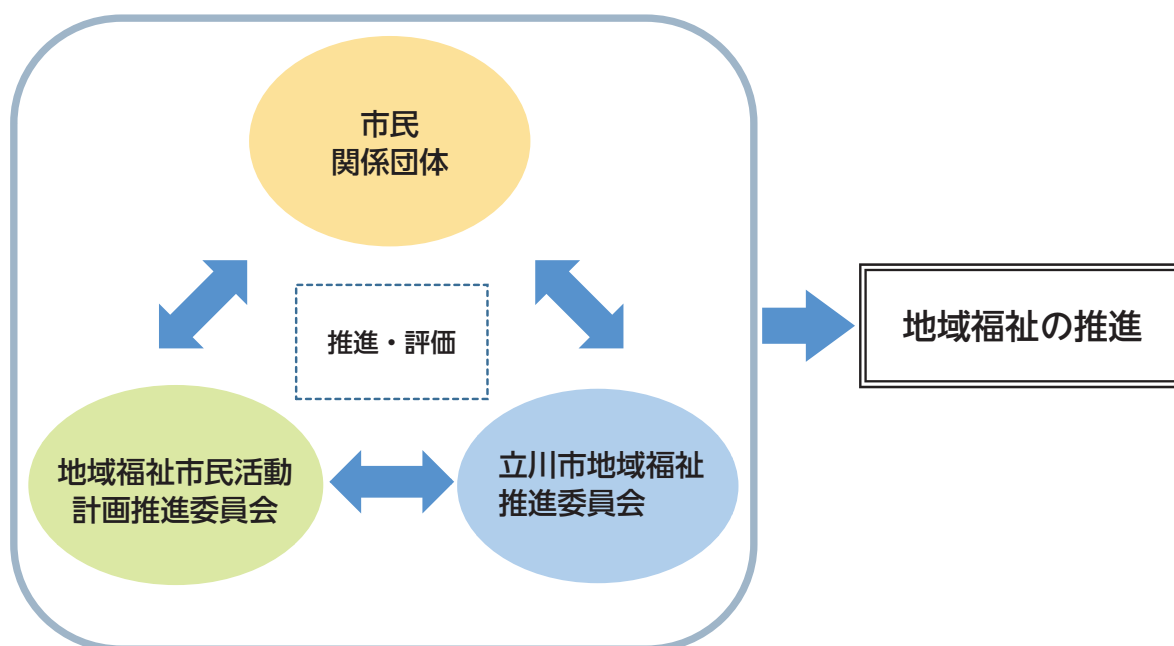 市民
関係団体
推進・評価
地域福祉の推進
地域福祉市民活動
計画推進委員会
立川市地域福祉
推進委員会